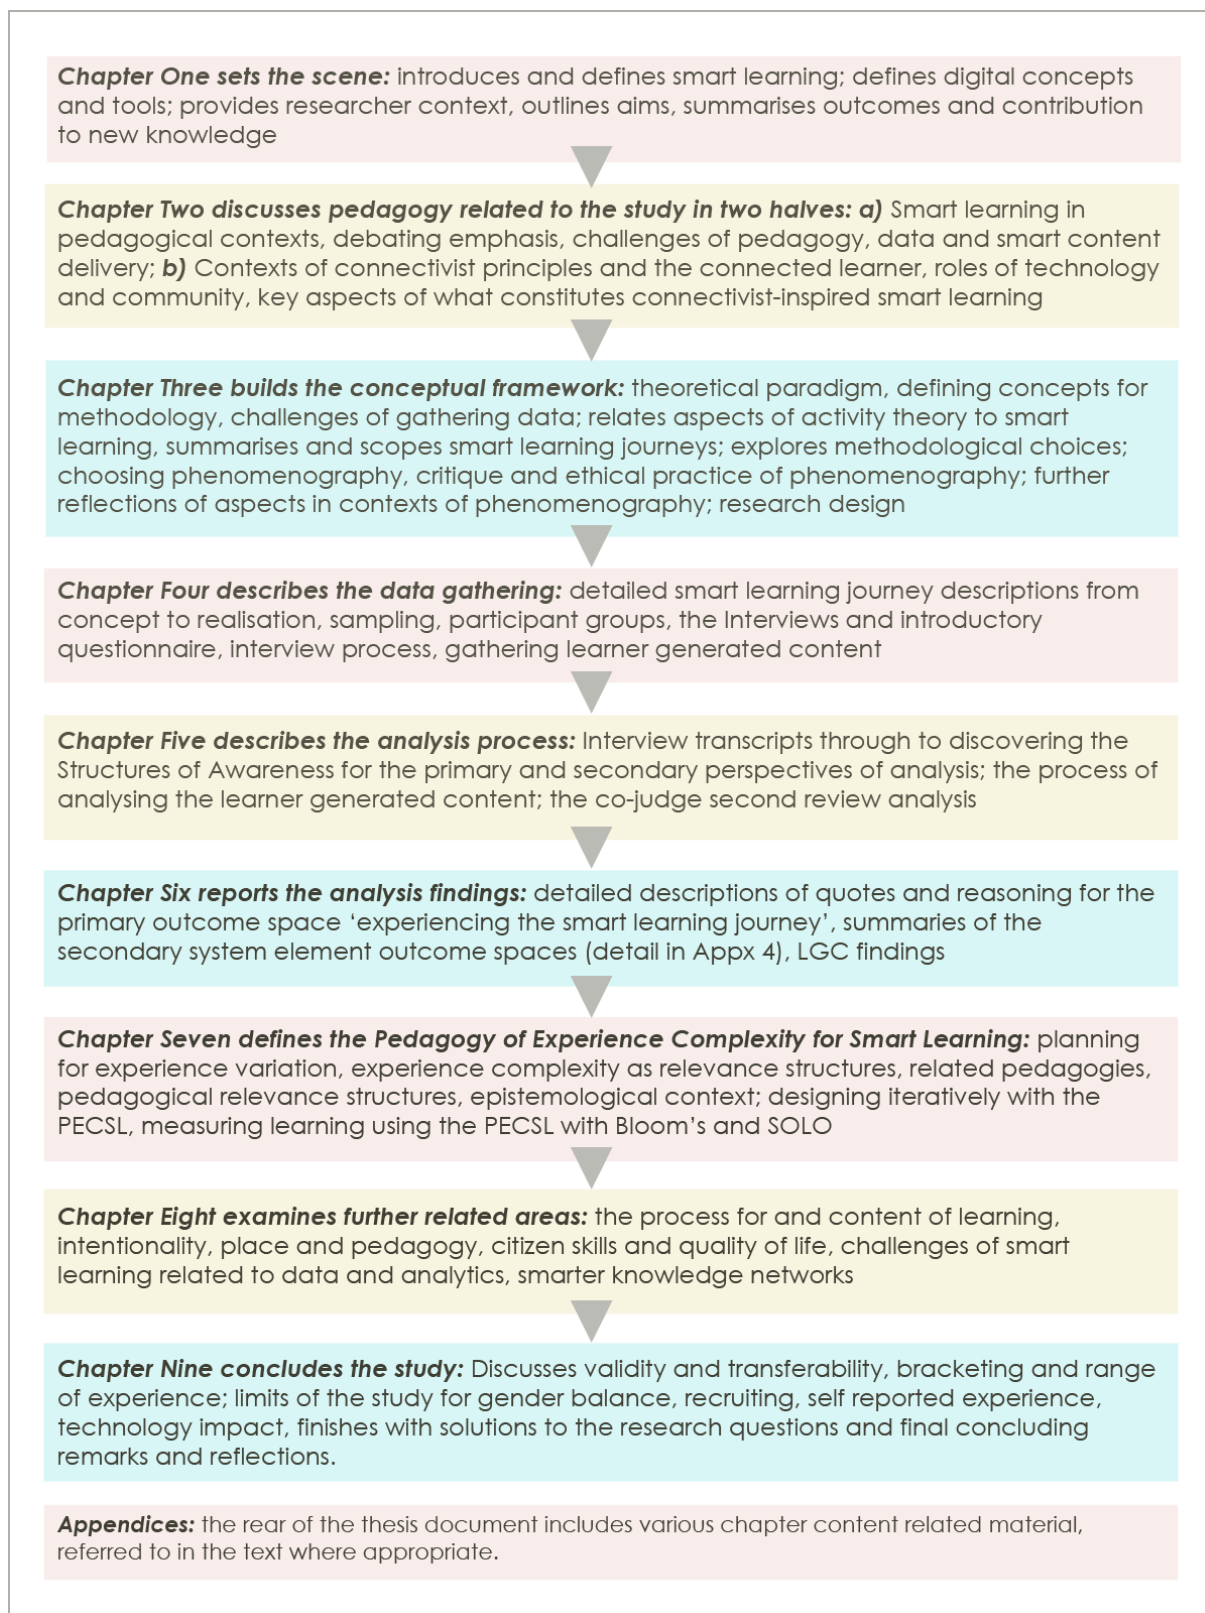 Chapter One sets the scene: introduces and defines smart learning; defines digital concepts
and tools; provides researcher context, outlines aims, summarises outcomes and contribution
to new knowledge
Chapter Two discusses pedagogy related to the study in two halves: a) Smart learning in
pedagogical contexts, debating emphasis, challenges of pedagogy, data and smart content
delivery; b) Contexts of connectivist principles and the connected learner, roles of technology
and community, key aspects of what constitutes connectivist-inspired smart learning
Chapter Three builds the conceptual framework: theoretical paradigm, defining concepts for
methodology, challenges of gathering data; relates aspects of activity theory to smart
learning, summarises and scopes smart learning journeys; explores methodological choices;
choosing phenomenography, critique and ethical practice of phenomenography; further
reflections of aspects in contexts of phenomenography; research design
Chapter Four describes the data gathering: detailed smart learning journey descriptions from
concept to realisation, sampling, participant groups, the Interviews and introductory
questionnaire, interview process, gathering learner generated content
Chapter Five describes the analysis process: Interview transcripts through to discovering the
Structures of Awareness for the primary and secondary perspectives of analysis; the process of
analysing the learner generated content; the co-judge second review analysis
Chapter Six reports the analysis findings: detailed descriptions of quotes and reasoning for the
primary outcome space ‘experiencing the smart learning journey’, summaries of the
secondary system element outcome spaces (detail in Appx 4), LGC findings
Chapter Seven defines the Pedagogy of Experience Complexity for Smart Learning: planning
for experience variation, experience complexity as relevance structures, related pedagogies,
pedagogical relevance structures, epistemological context; designing iteratively with the
PECSL, measuring learning using the PECSL with Bloom’s and SOLO
Chapter Eight examines further related areas: the process for and content of learning,
intentionality, place and pedagogy, citizen skills and quality of life, challenges of smart
learning related to data and analytics, smarter knowledge networks
Chapter Nine concludes the study: Discusses validity and transferability, bracketing and range
of experience; limits of the study for gender balance, recruiting, self reported experience,
technology impact, finishes with solutions to the research questions and final concluding
remarks and reflections.
Appendices: the rear of the thesis document includes various chapter content related material,
referred to in the text where appropriate.